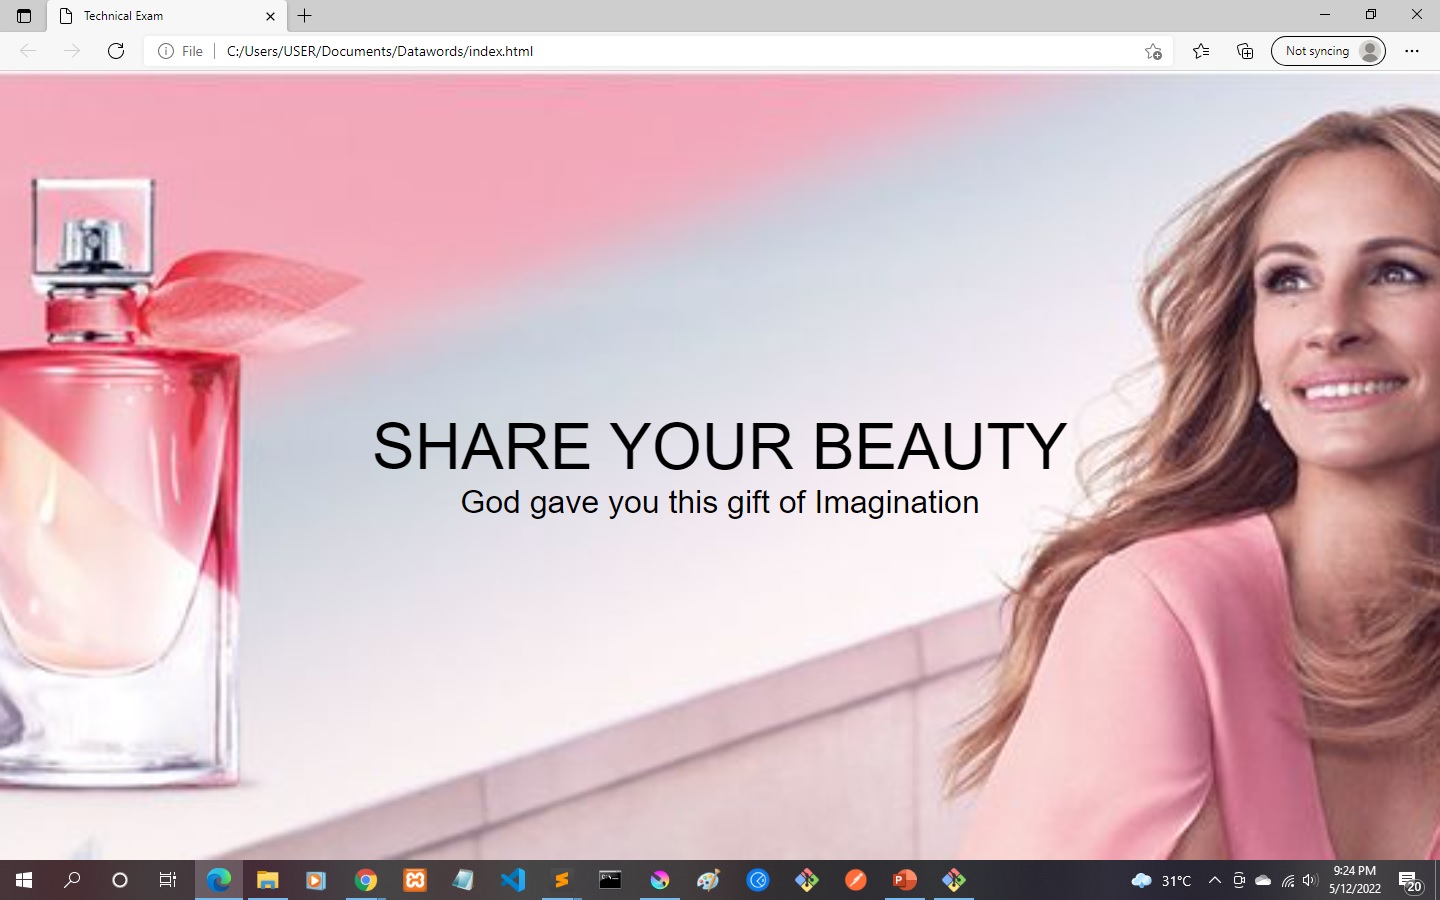 Technical Exam
File
C:/Users/USER/Documents/Datawords/index.html
Not syncing
SHARE YOUR BEAUTY
God gave you this gift of Imagination
31°C
9:24 PM
5/12/2022
20